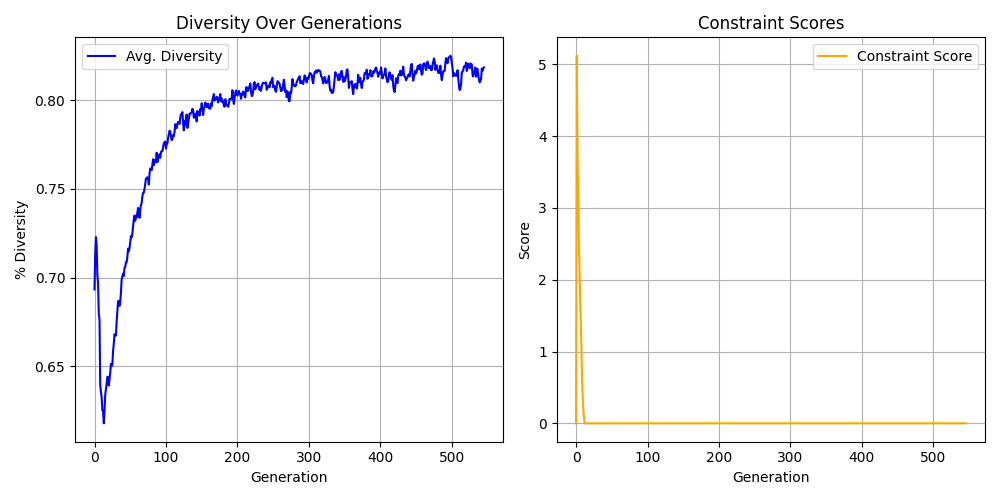 Diversity Over Generations
Avg. Diversity
% Diversity
0.80
0.75
0.70
0.65
0 100 200 300 400 500
Generation
Constraint Scores
Constraint Score
Score
5
4
3
2
1
0
0 100 200 300 400 500
Generation